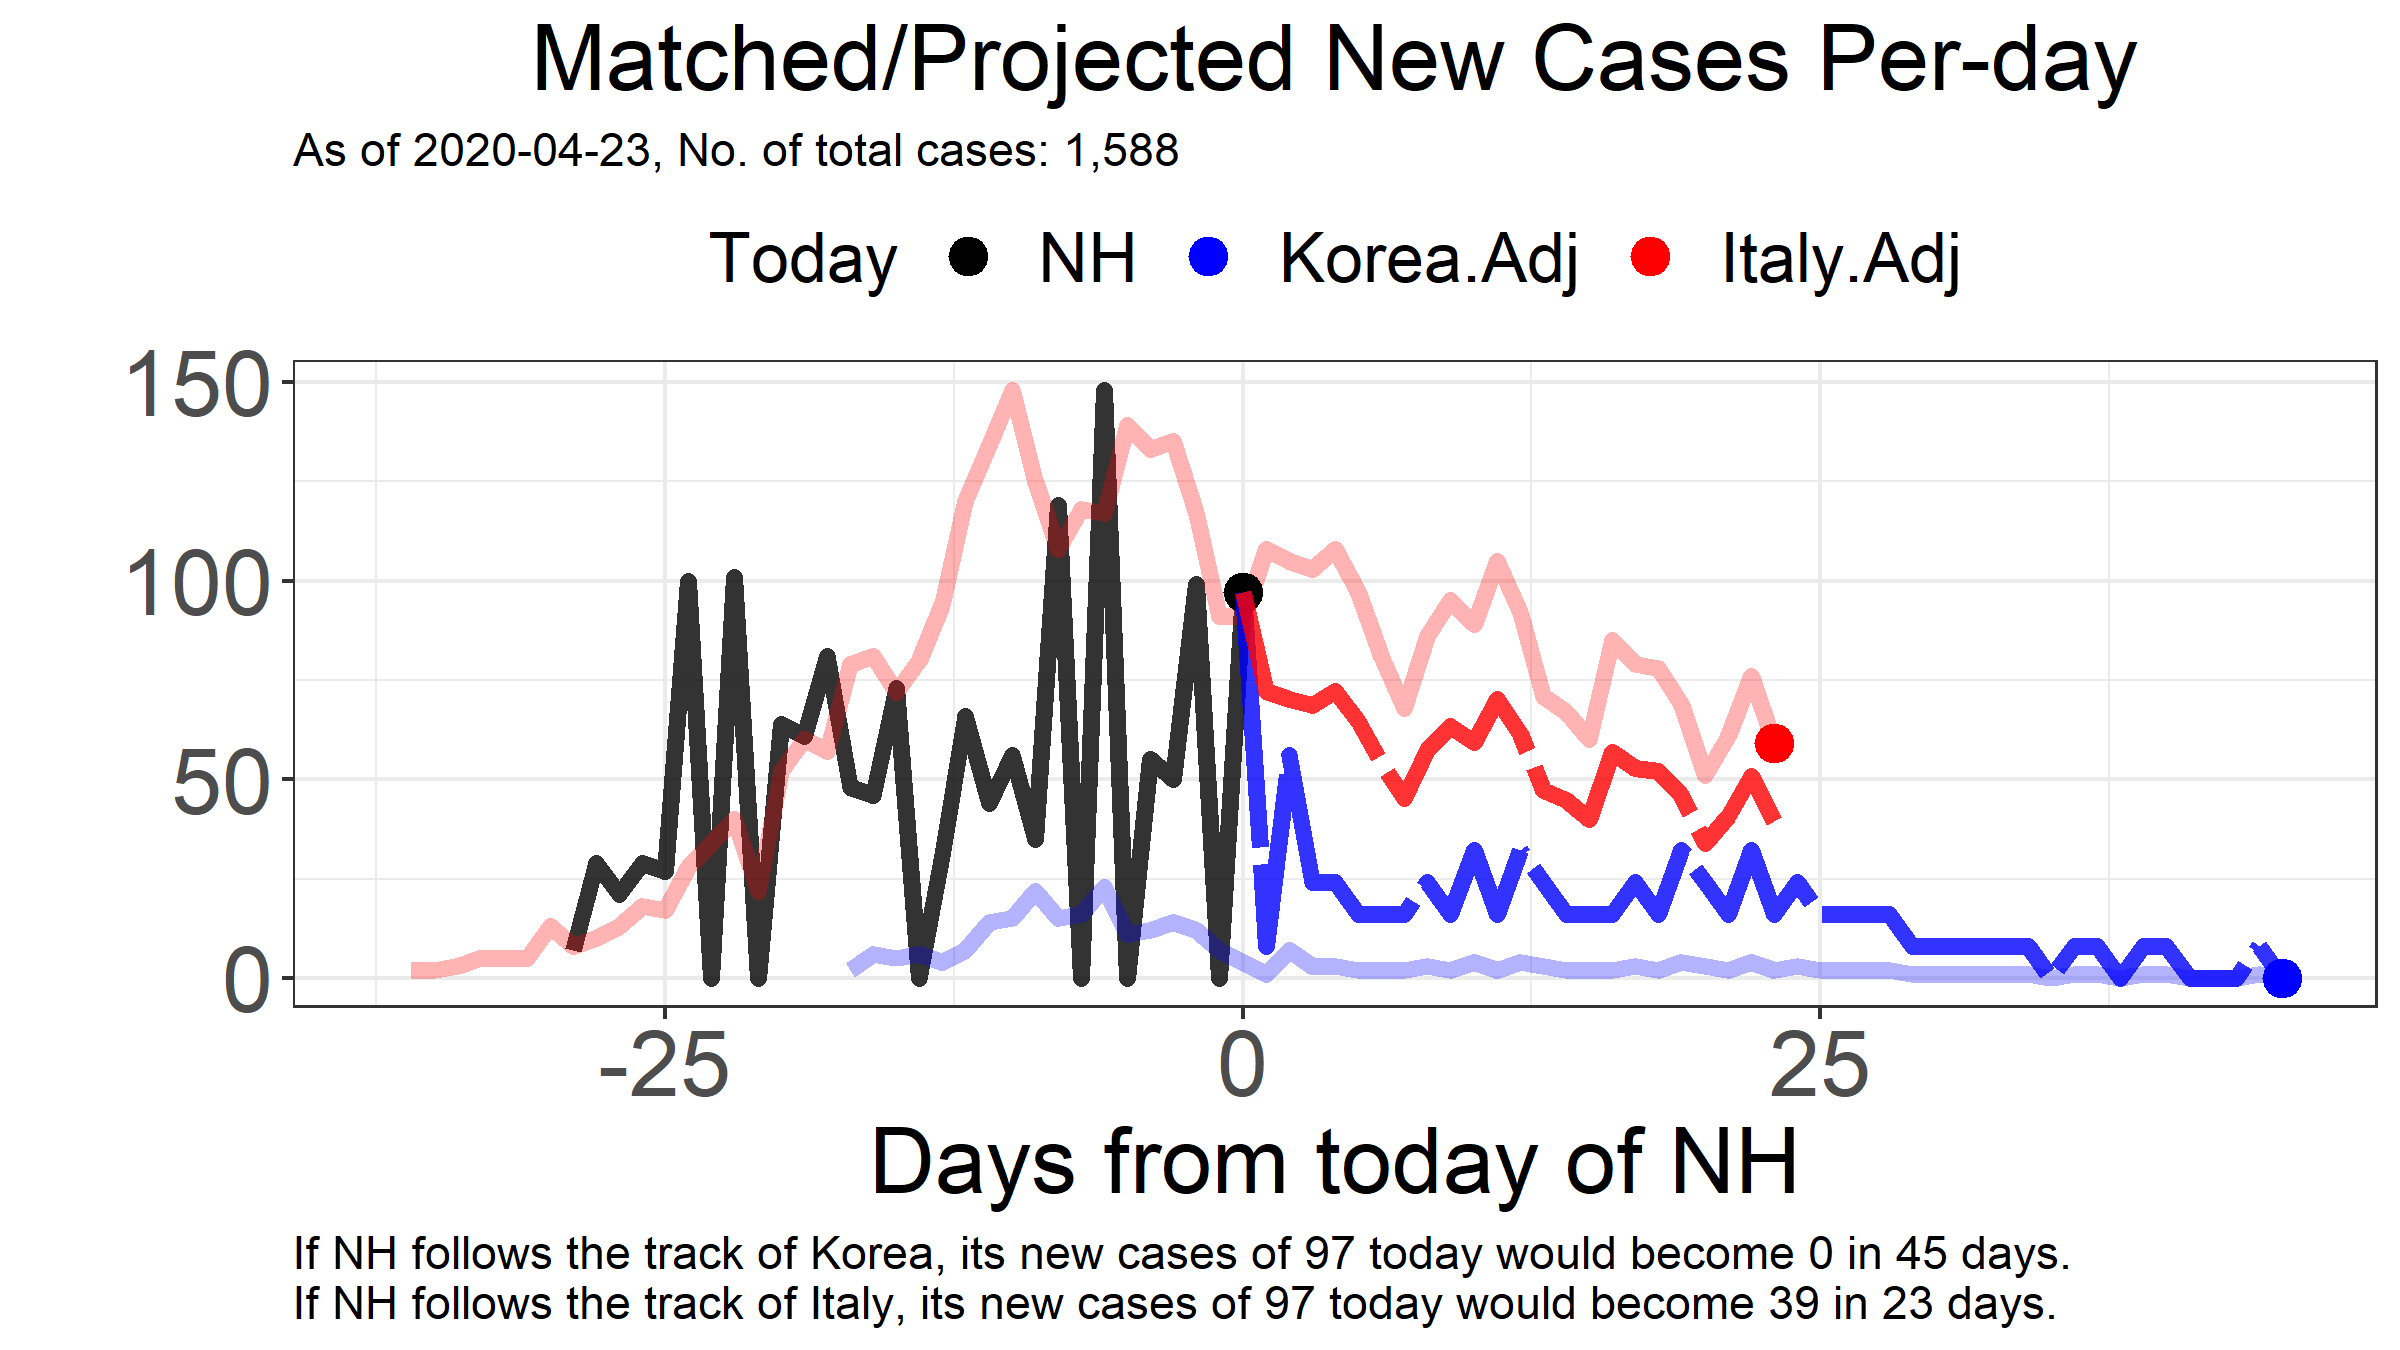 Matched/Projected New Cases Per-day
As of 2020-04-23, No. of total cases: 1,588
Today NH Korea.Adj Italy.Adj
150
100
50
0
-25 0 25
Days from today of NH
If NH follows the track of Korea, its new cases of 97 today would become 0 in 45 days.
If NH follows the track of Italy, its new cases of 97 today would become 39 in 23 days.